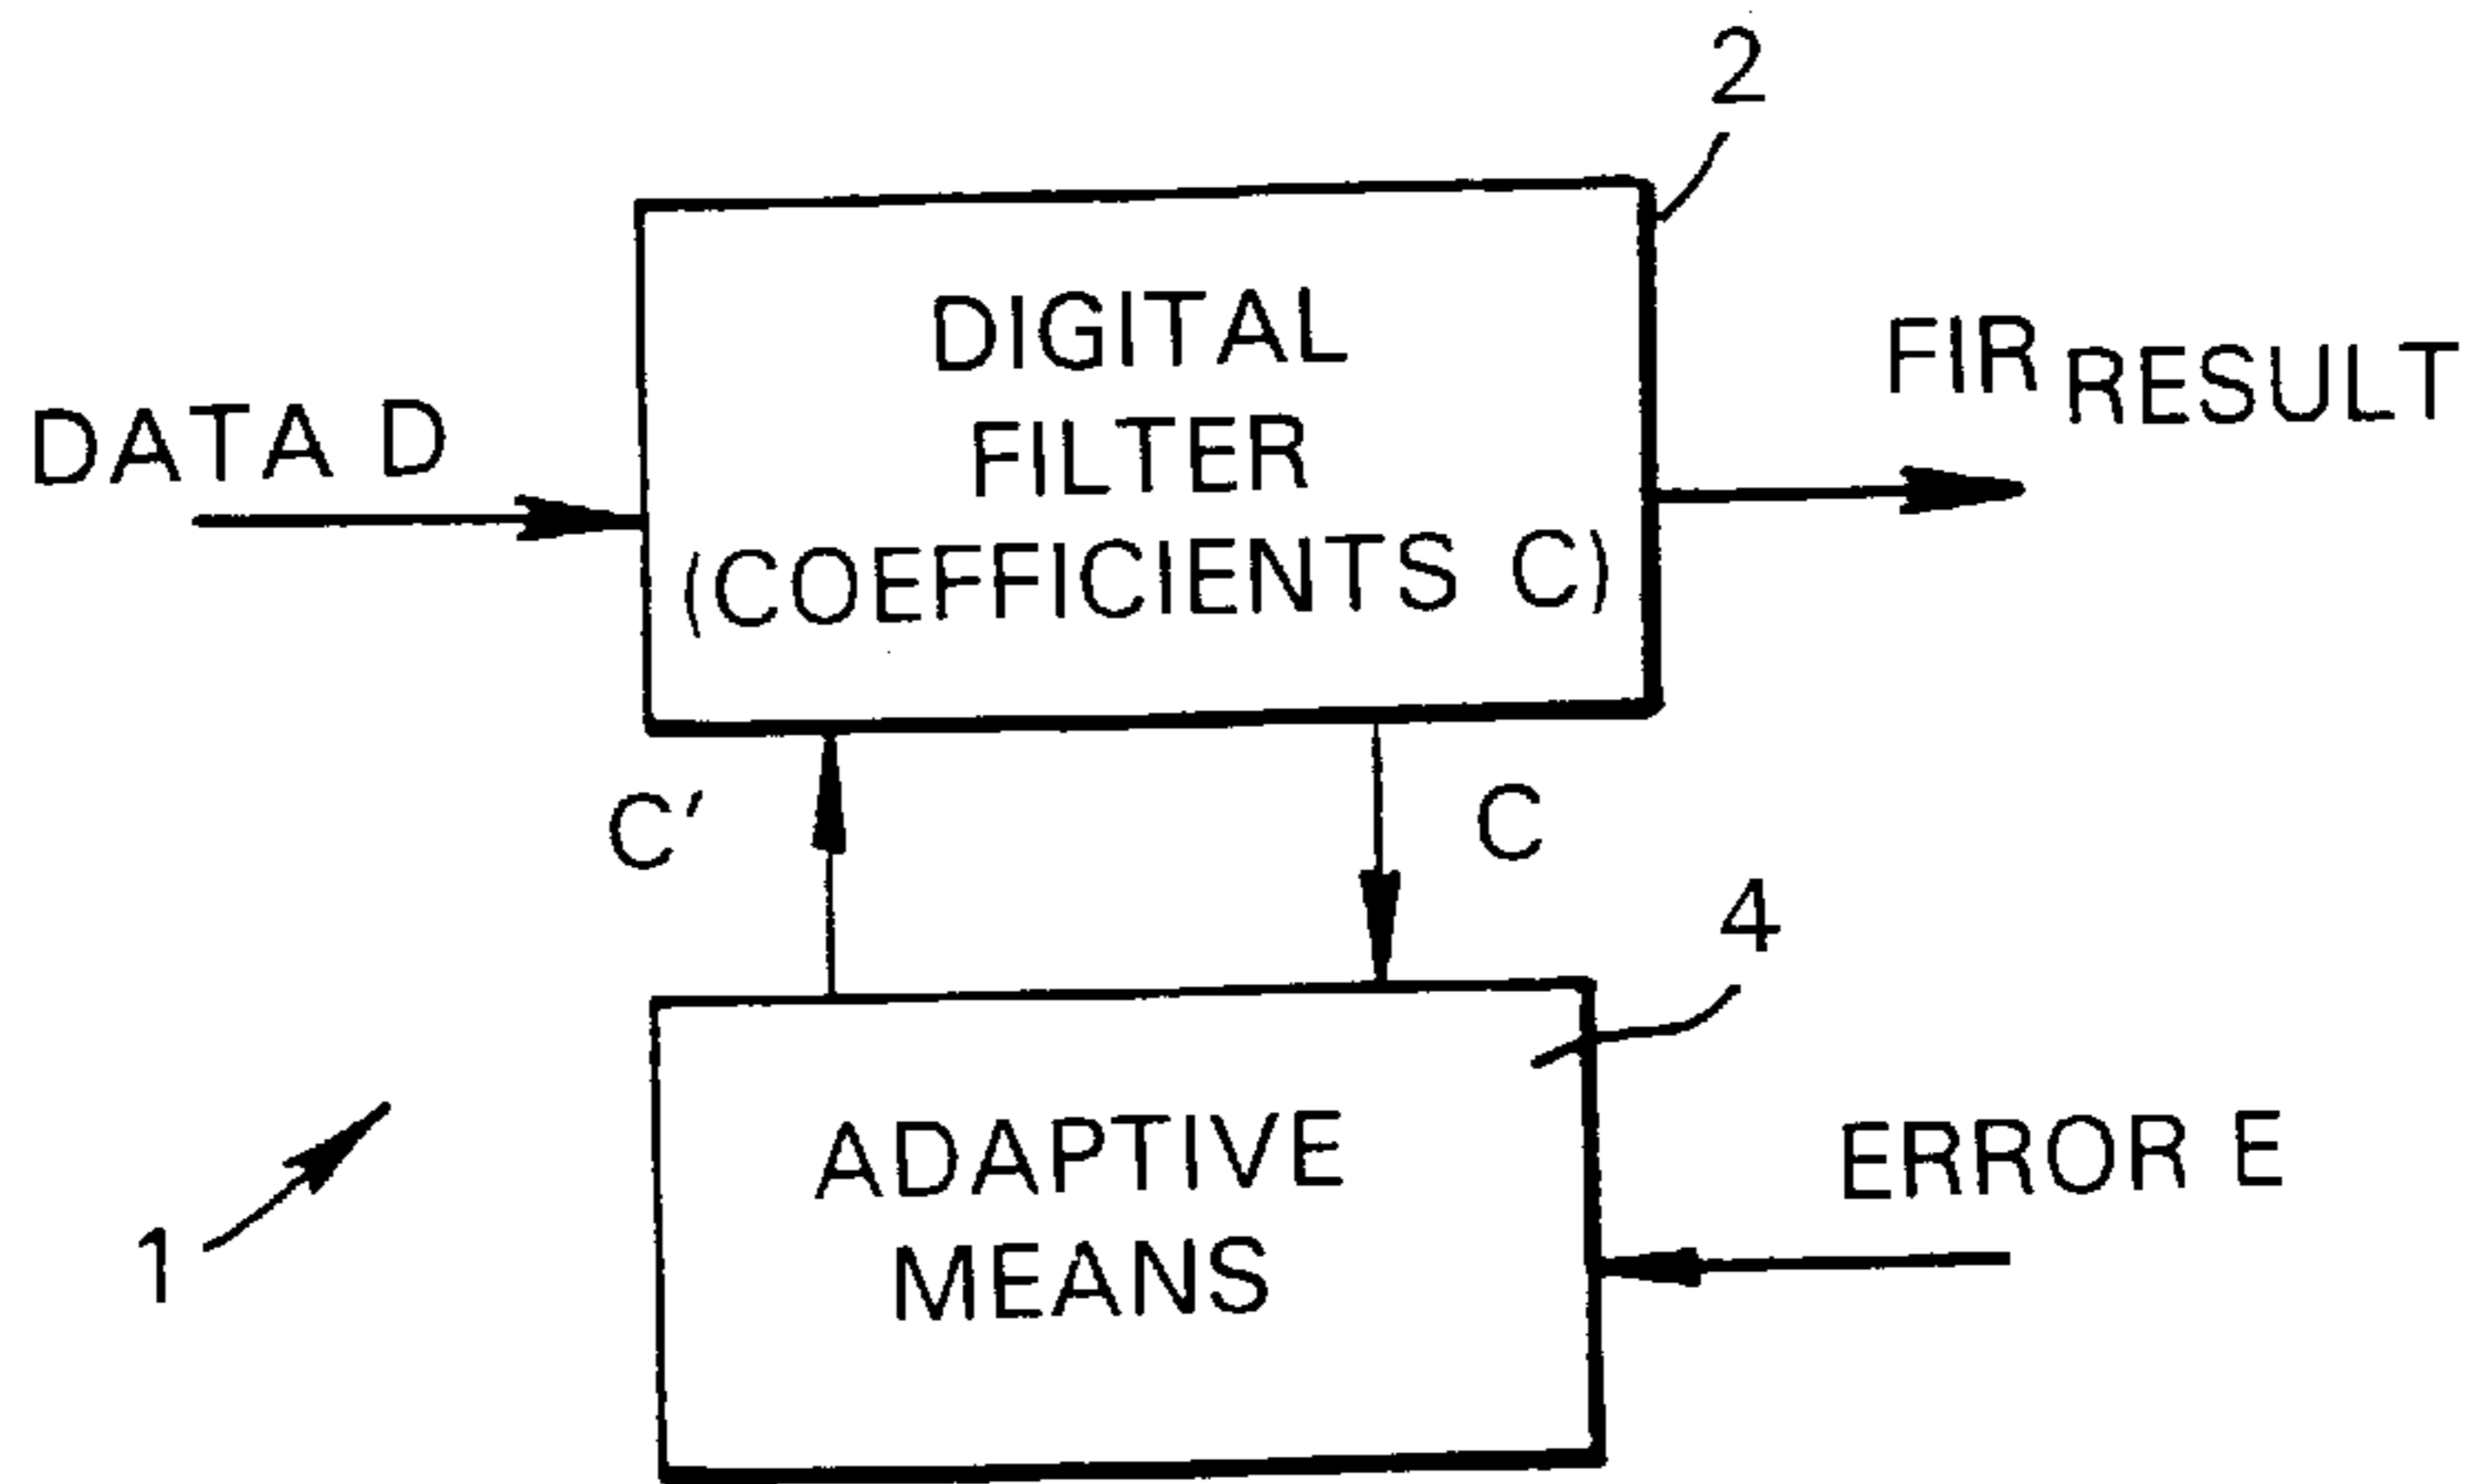 2
DIGITAL
FILTER
(COEFFICIENTS C)
DATA D
FIR RESULT
C'
C
4
ADAPTIVE
MEANS
ERROR E
1